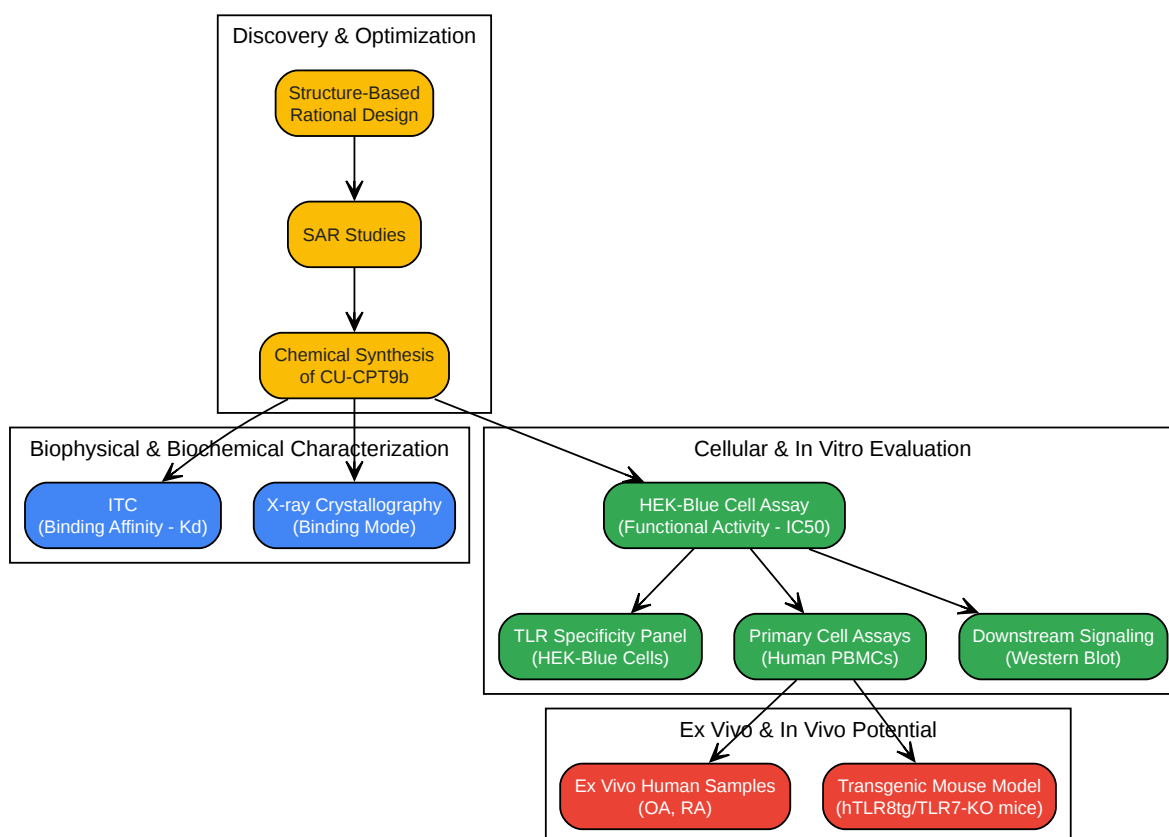 Discovery & Optimization
Structure-Based
Rational Design
SAR Studies
Chemical Synthesis
of CU-CPT9b
Biophysical & Biochemical Characterization
ITC
(Binding Affinity - Kd)
X-ray Crystallography
(Binding Mode)
Cellular & In Vitro Evaluation
HEK-Blue Cell Assay
(Functional Activity - IC50)
TLR Specificity Panel
(HEK-Blue Cells)
Primary Cell Assays
(Human PBMCs)
Downstream Signaling
(Western Blot)
Ex Vivo & In Vivo Potential
Ex Vivo Human Samples
(OA, RA)
Transgenic Mouse Model
(hTLR8tg/TLR7-KO mice)